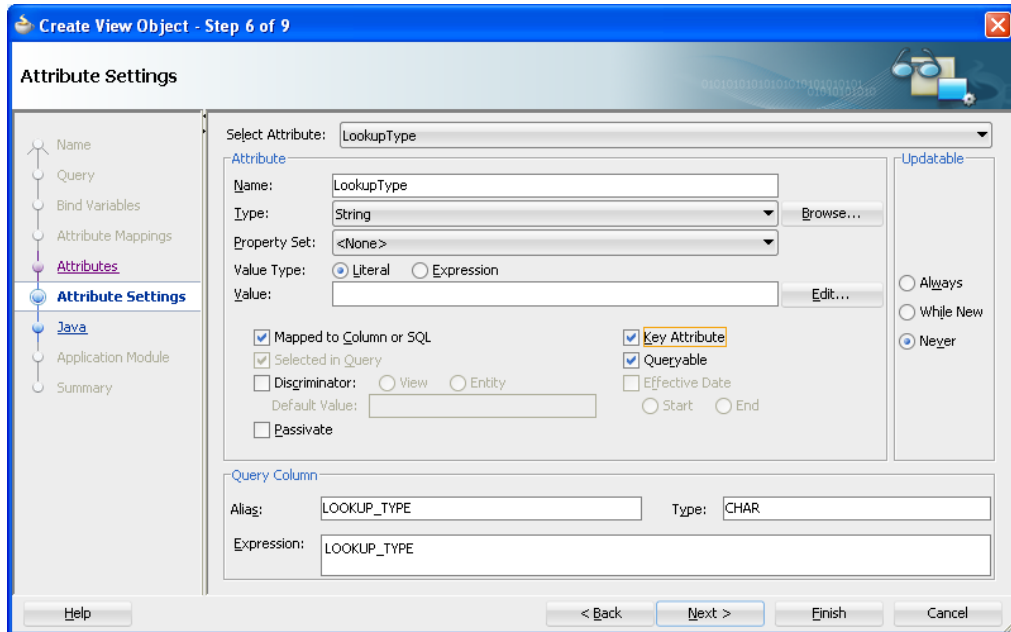 Create View Object - Step 6 of 9
Attribute Settings
Name
Query
Bind Variables
Attribute Mappings
Attributes
Attribute Settings
Java
Application Module
Summary
Select Attribute: LookupType
Attribute
Name: LookupType
Type: String Browse...
Property Set: <None>
Value Type: Literal Expression
Value: Edit...
Mapped to Column or SQL Key Attribute
Selected in Query Queryable
Discriminator: View Entity Effective Date
Default Value: Start End
Passivate
Updatable
Always
While New
Never
Query Column
Alias: LOOKUP_TYPE Type: CHAR
Expression: LOOKUP_TYPE
Help < Back Next > Finish Cancel